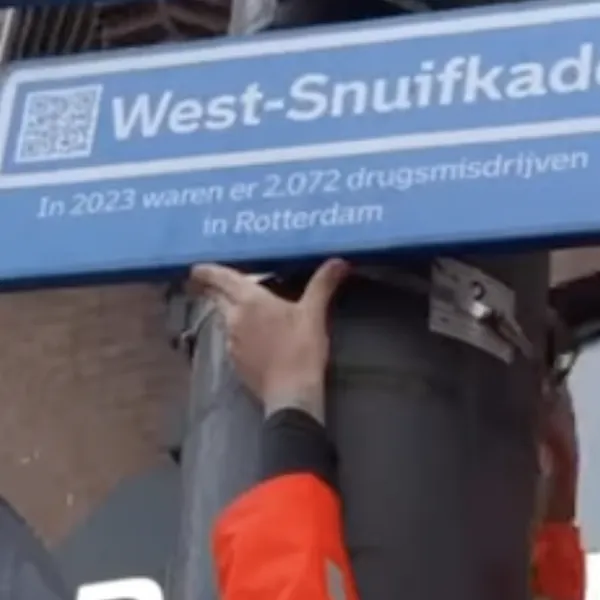 West-Snuifkade
In 2023 waren er 2.072 drugsmisdrijven
in Rotterdam